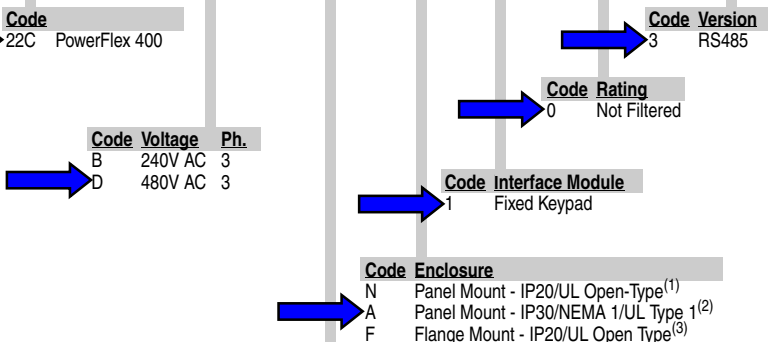 Code
22C PowerFlex 400
Code Version
3 RS485
Code Rating
0 Not Filtered
Code Voltage Ph.
B 240V AC 3
D 480V AC 3
Code Interface Module
1 Fixed Keypad
Code Enclosure
N Panel Mount - IP20/UL Open-Type(1)
A Panel Mount - IP30/NEMA 1/UL Type 1(2)
F Flange Mount - IP20/UL Open Type(3)